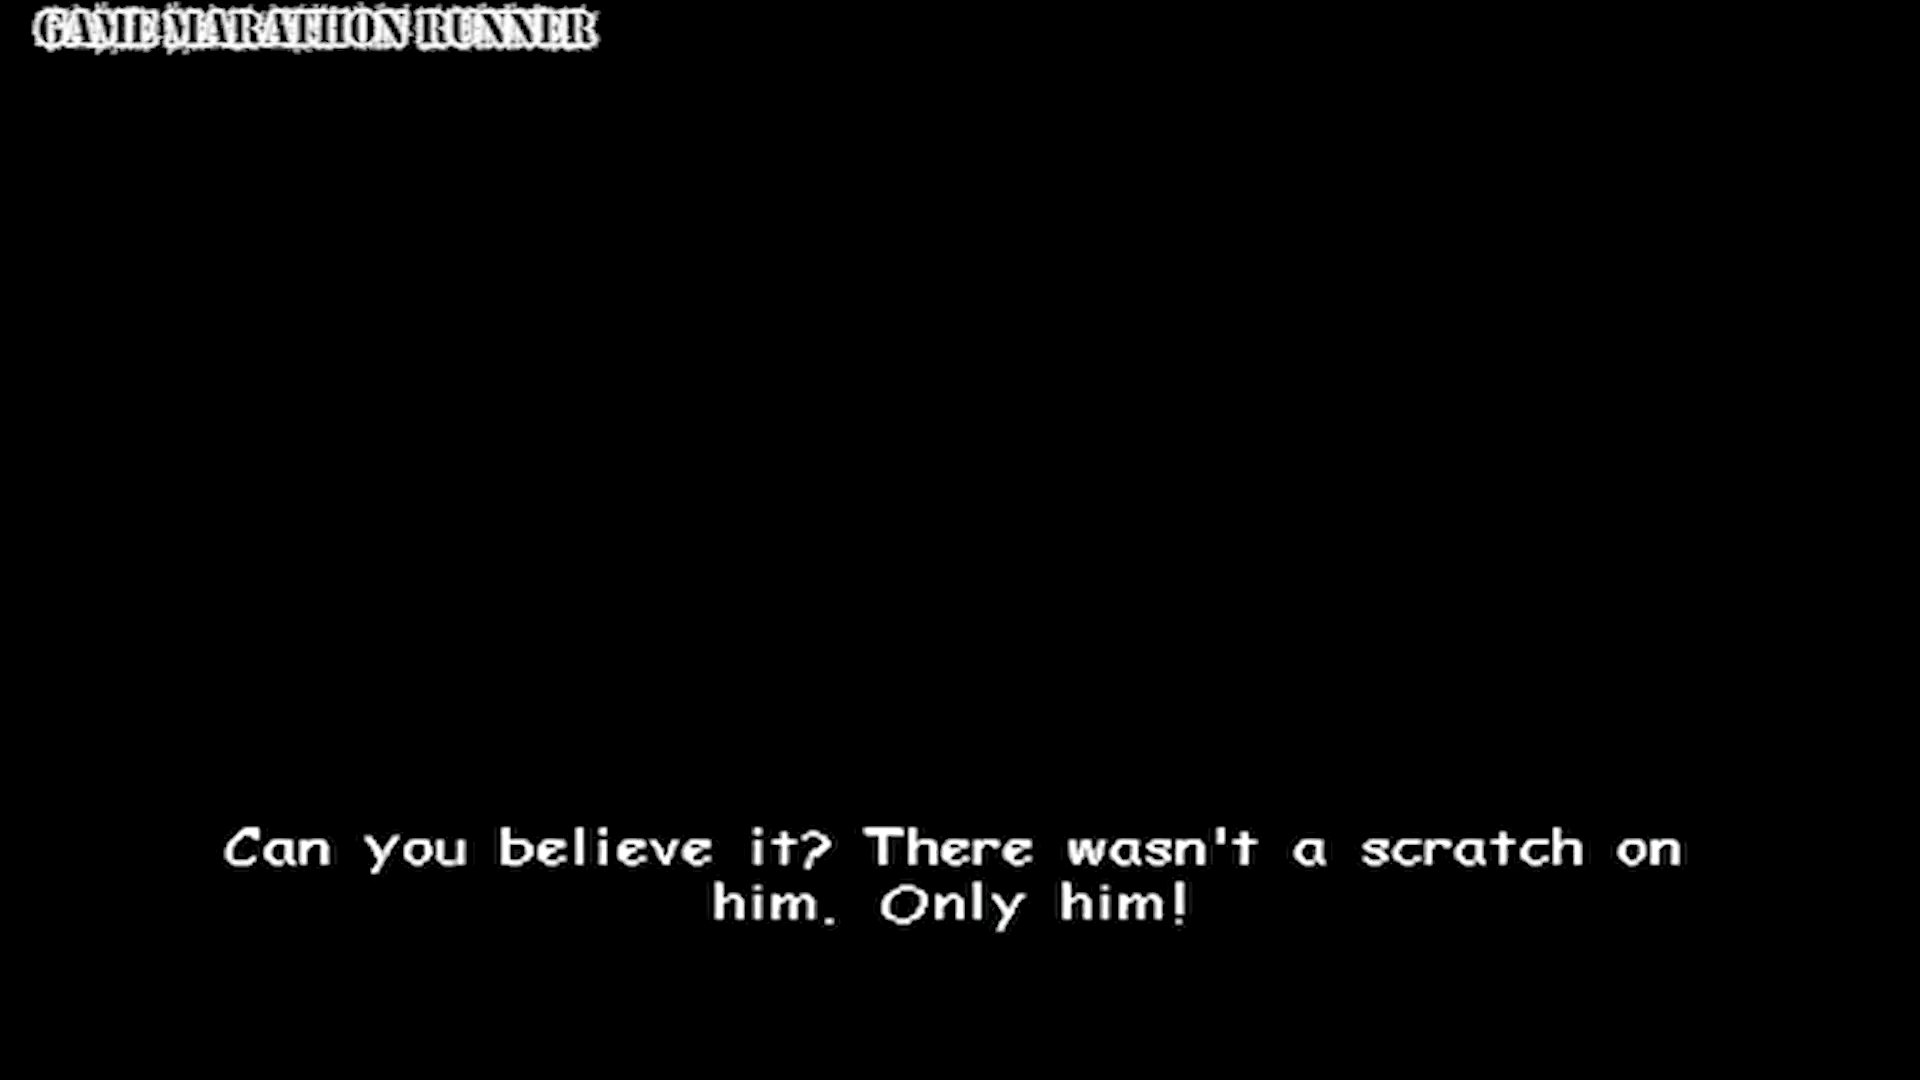 GAME MARATHON RUNNER
Can you believe it? There wasn't a scratch on
him. Only him!